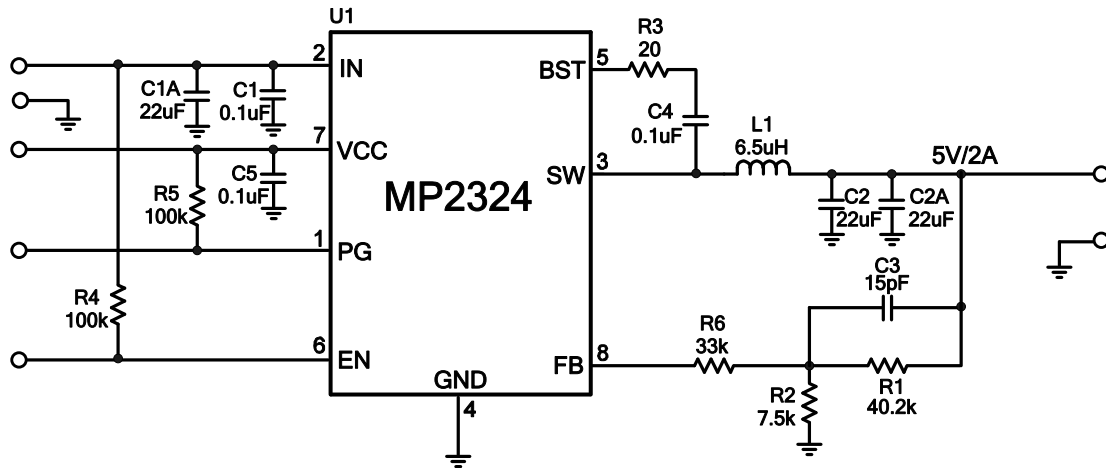 U1
2
IN
C1A
22uF
C1
0.1uF
7
VCC
R5
100k
C5
0.1uF
1
PG
R4
100k
6
EN
MP2324
GND
4
BST
5
R3
20
C4
0.1uF
SW
3
L1
6.5uH
5V/2A
C2
22uF
C2A
22uF
C3
15pF
FB
8
R6
33k
R2
7.5k
R1
40.2k